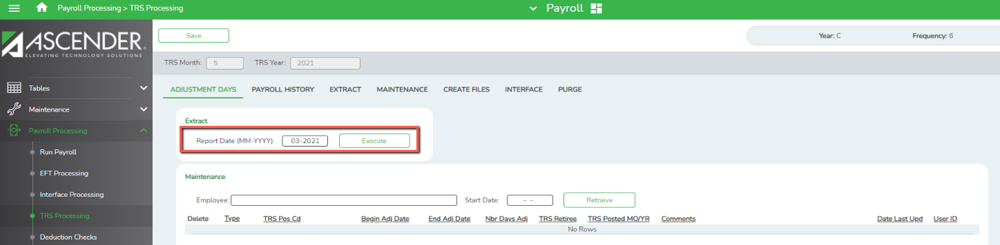 Payroll Processing > TRS Processing
Payroll
ASCENDER
ELEVATING TECHNOLOGY SOLUTIONS
Save
Year: C Frequency: 6
TRS Month: 5 TRS Year: 2021
Tables
Maintenance
Payroll Processing
Run Payroll
EFT Processing
Interface Processing
TRS Processing
Deduction Checks
ADJUSTMENT DAYS PAYROLL HISTORY EXTRACT MAINTENANCE CREATE FILES INTERFACE PURGE
Extract
Report Date (MM-YYYY): 03-2021 Execute
Maintenance
Employee: Start Date: - - Retrieve
Delete Type TRS Pos Cd Begin Adj Date End Adj Date Nbr Days Adj TRS Retiree TRS Posted MO/YR Comments Date Last Upd User ID
No Rows